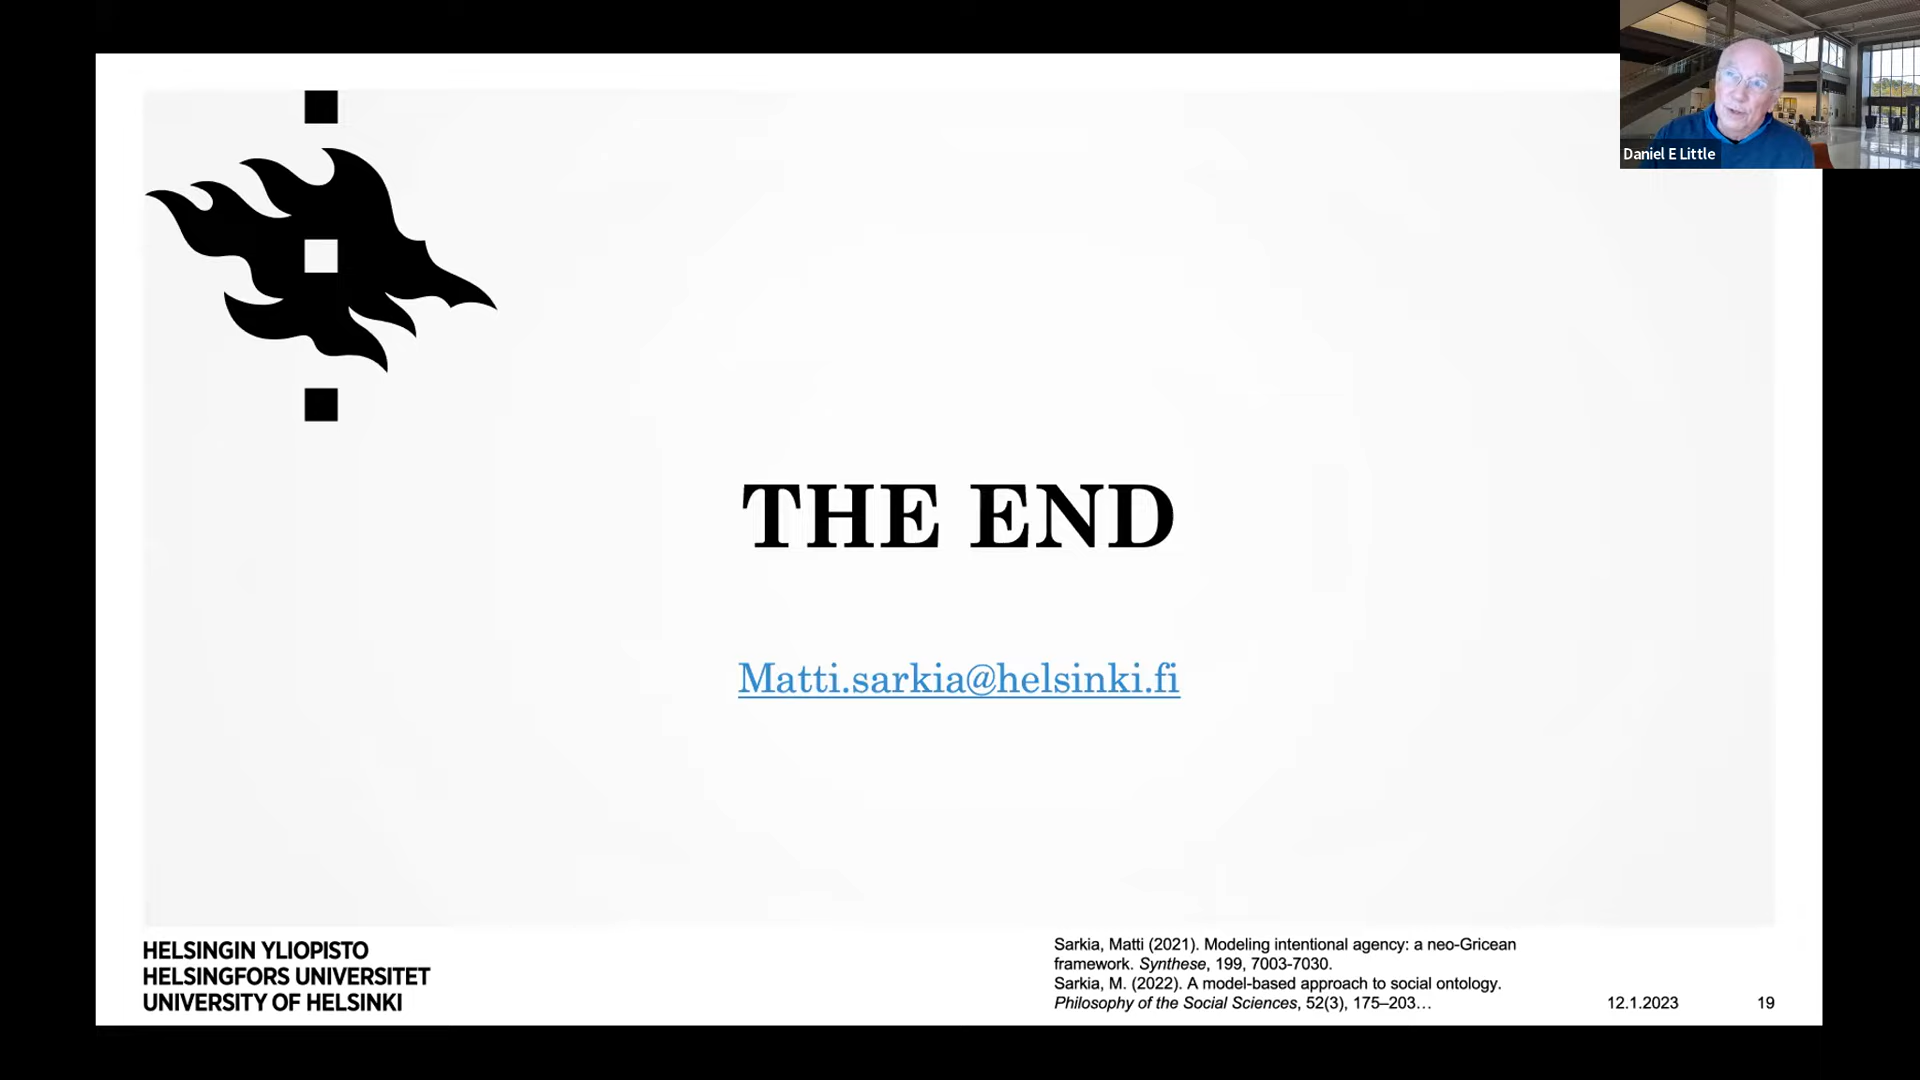 Daniel E Little
THE END
Matti.sarkia@helsinki.fi
HELSINGIN YLIOPISTO
HELSINGFORS UNIVERSITET
UNIVERSITY OF HELSINKI
Sarkia, Matti (2021). Modeling intentional agency: a neo-Gricean
framework. Synthese, 199, 7003-7030.
Sarkia, M. (2022). A model-based approach to social ontology.
Philosophy of the Social Sciences, 52(3), 175–203…
12.1.2023
19